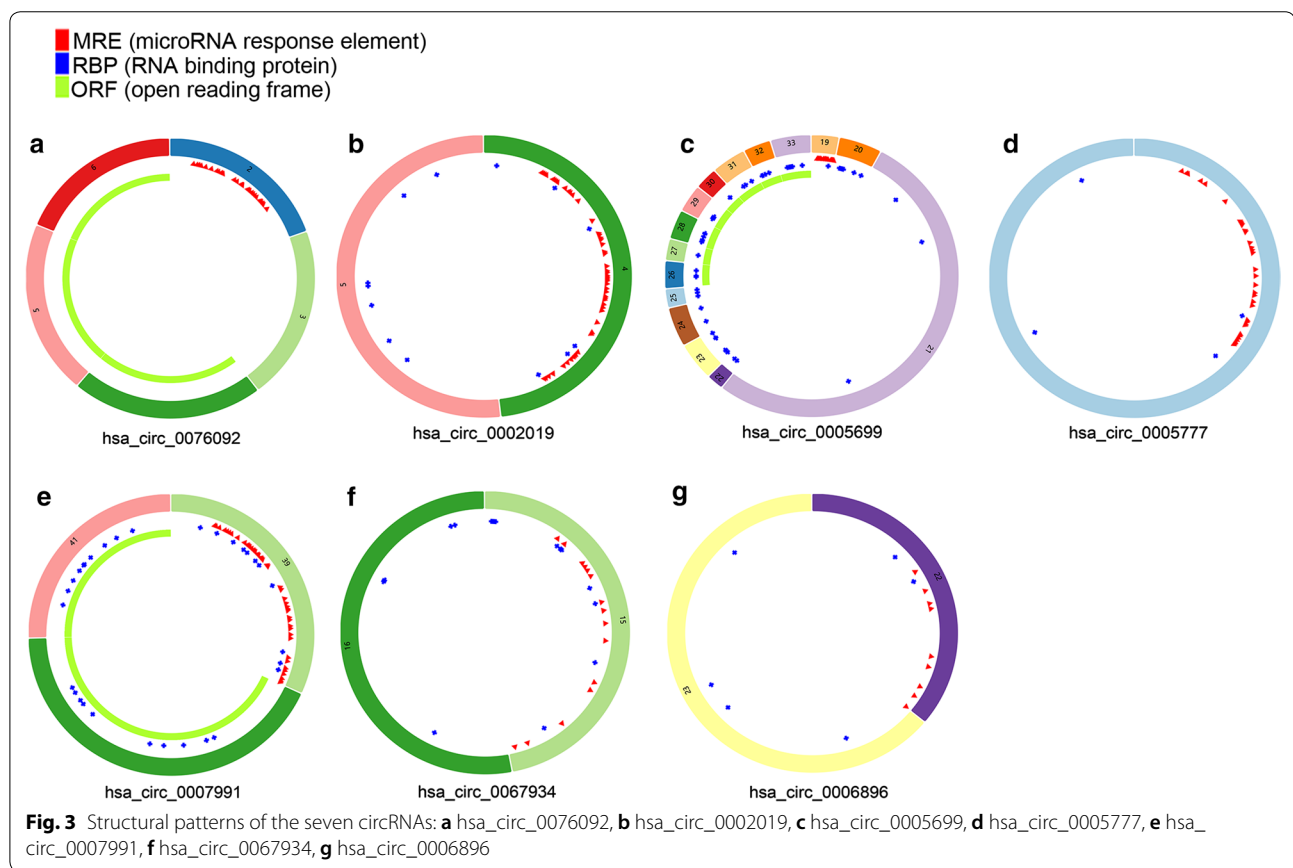 MRE (microRNA response element)
RBP (RNA binding protein)
ORF (open reading frame)
a
6
2
3
5
hsa_circ_0076092
b
5
4
hsa_circ_0002019
c
33
19
20
32
31
30
29
28
27
26
25
24
23
22
21
hsa_circ_0005699
d
hsa_circ_0005777
e
41
39
hsa_circ_0007991
f
16
15
hsa_circ_0067934
g
22
23
hsa_circ_0006896
Fig. 3 Structural patterns of the seven circRNAs: a hsa_circ_0076092, b hsa_circ_0002019, c hsa_circ_0005699, d hsa_circ_0005777, e hsa_
circ_0007991, f hsa_circ_0067934, g hsa_circ_0006896